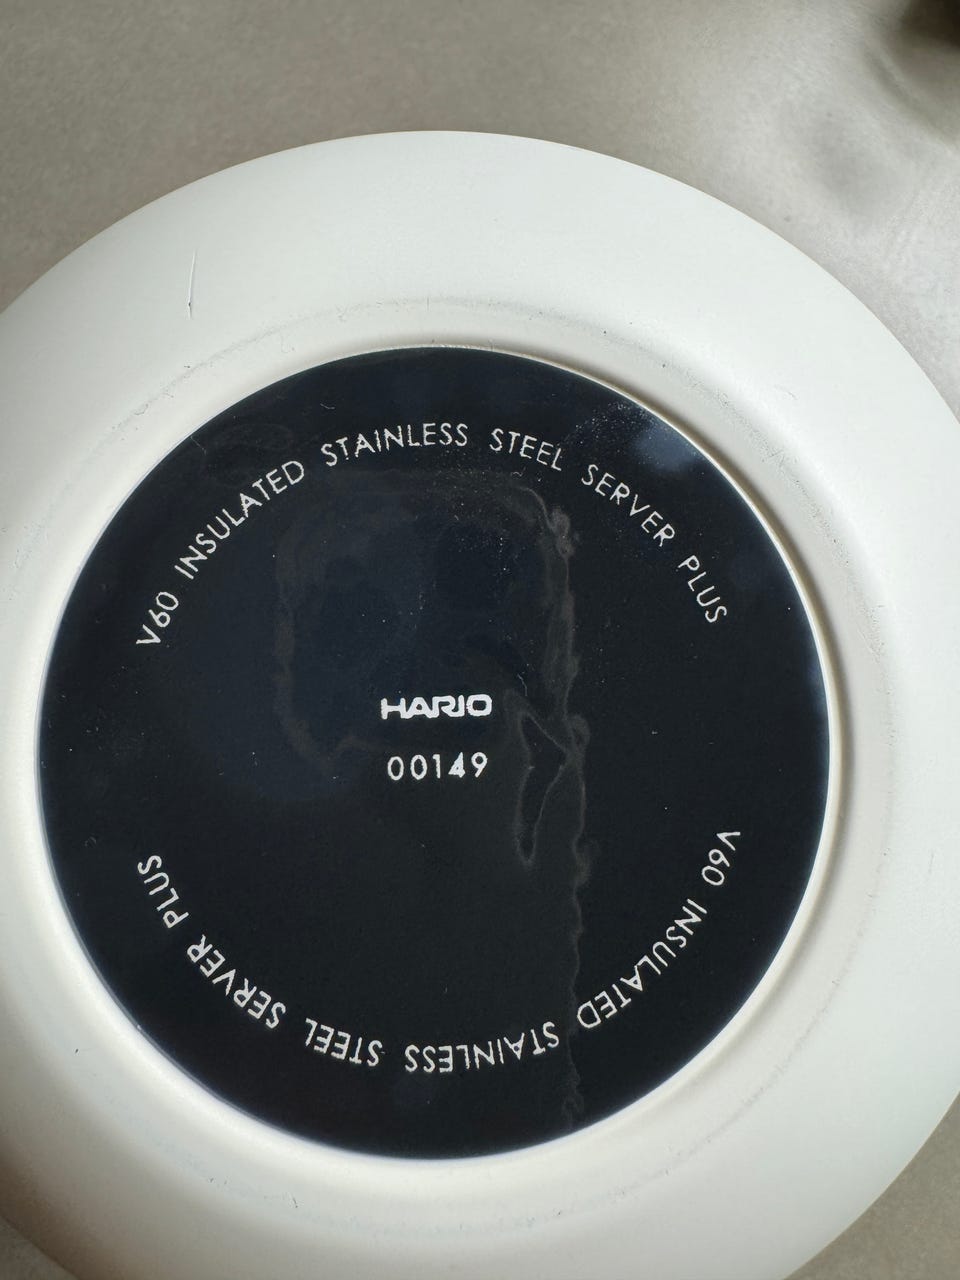 V60 INSULATED STAINLESS STEEL SERVER PLUS
HARIO
00149
V60 INSULATED STAINLESS STEEL SERVER PLUS